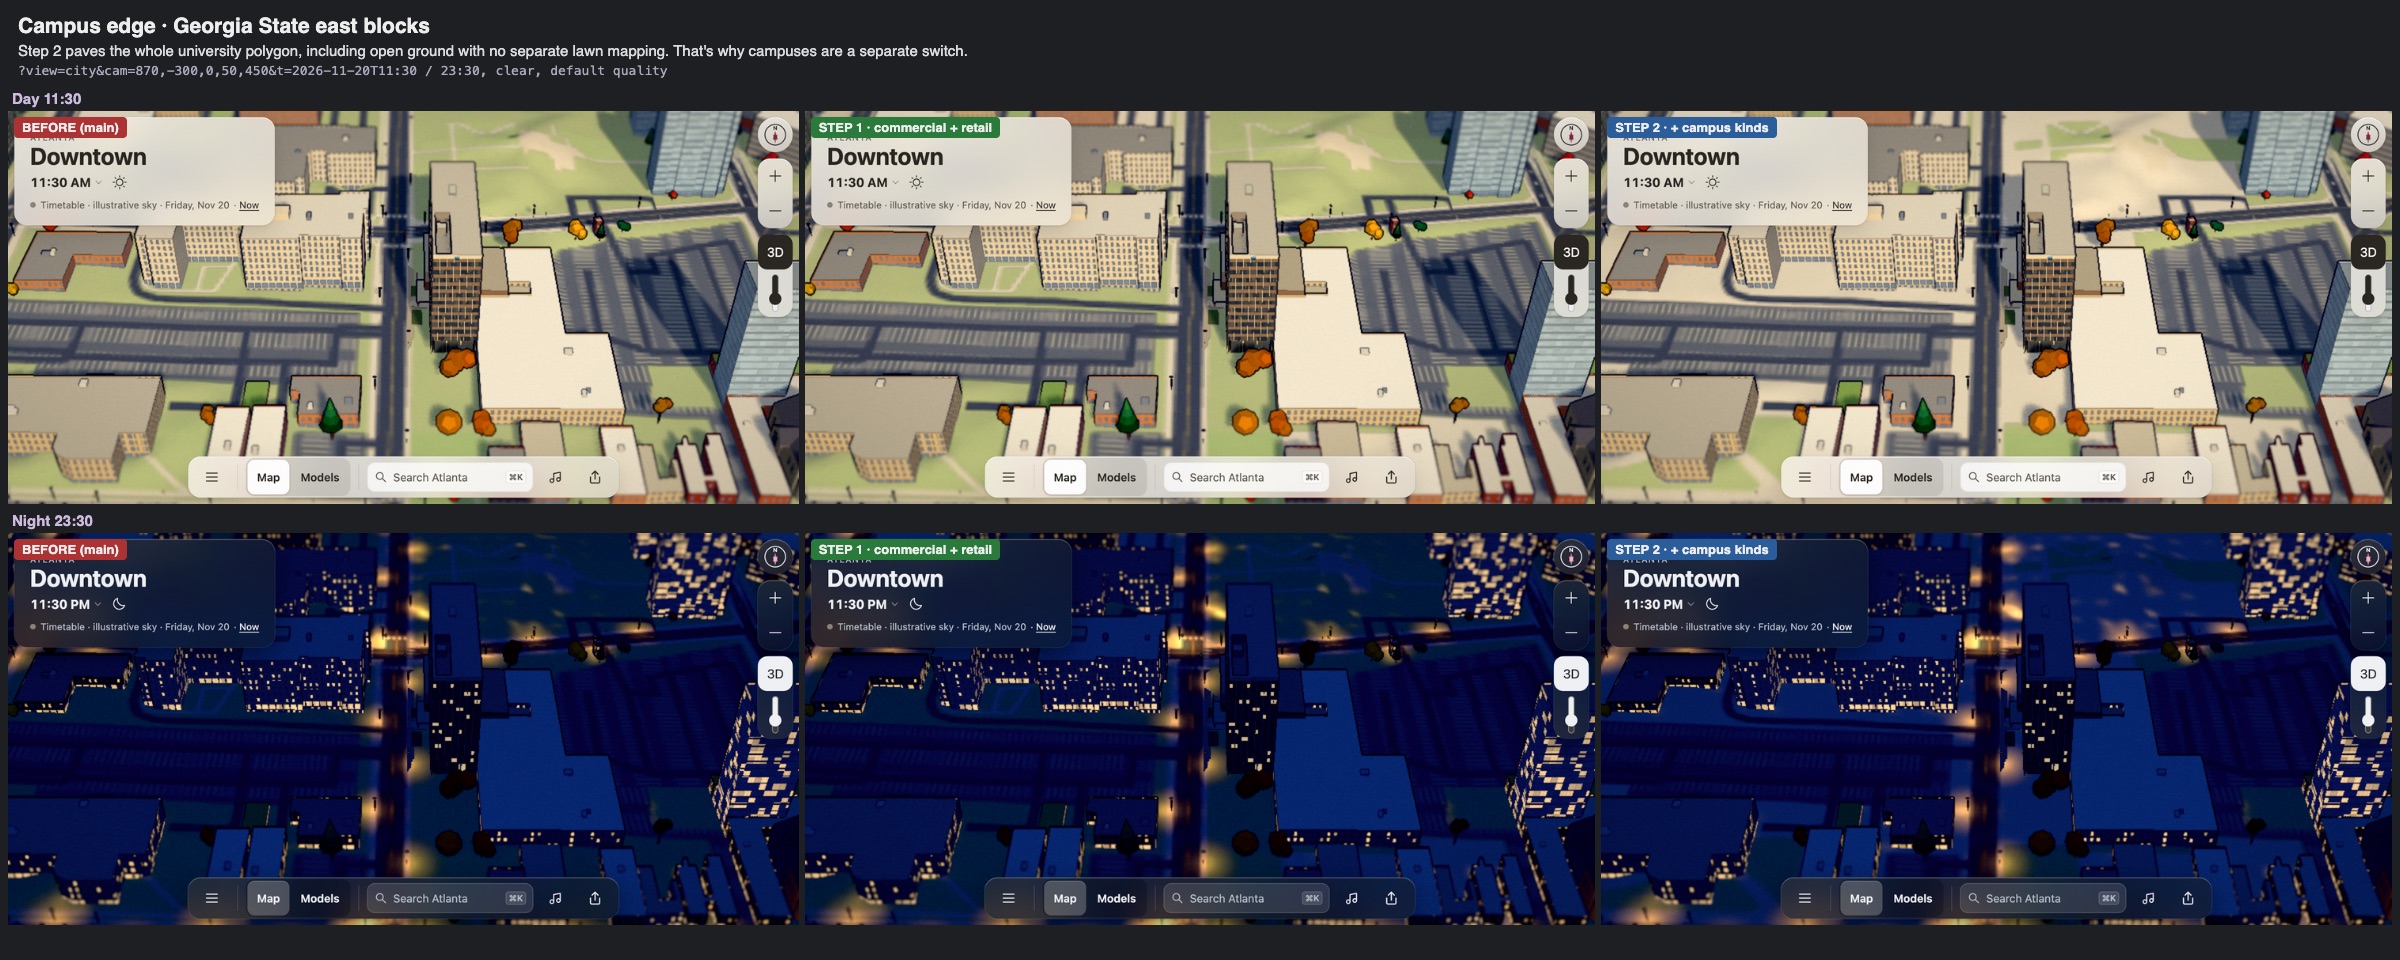 Campus edge · Georgia State east blocks
Step 2 paves the whole university polygon, including open ground with no separate lawn mapping. That's why campuses are a separate switch.
?view=city&cam=870,-300,0,50,450&t=2026-11-20T11:30 / 23:30, clear, default quality
Day 11:30
BEFORE (main)
Downtown
11:30 AM
Timetable · illustrative sky · Friday, Nov 20 · Now
N
+
−
3D
Map Models Search Atlanta ⌘K
STEP 1 · commercial + retail
Downtown
11:30 AM
Timetable · illustrative sky · Friday, Nov 20 · Now
N
+
−
3D
Map Models Search Atlanta ⌘K
STEP 2 · + campus kinds
Downtown
11:30 AM
Timetable · illustrative sky · Friday, Nov 20 · Now
N
+
−
3D
Map Models Search Atlanta ⌘K
Night 23:30
BEFORE (main)
Downtown
11:30 PM
Timetable · illustrative sky · Friday, Nov 20 · Now
N
+
−
3D
Map Models Search Atlanta ⌘K
STEP 1 · commercial + retail
Downtown
11:30 PM
Timetable · illustrative sky · Friday, Nov 20 · Now
N
+
−
3D
Map Models Search Atlanta ⌘K
STEP 2 · + campus kinds
Downtown
11:30 PM
Timetable · illustrative sky · Friday, Nov 20 · Now
N
+
−
3D
Map Models Search Atlanta ⌘K